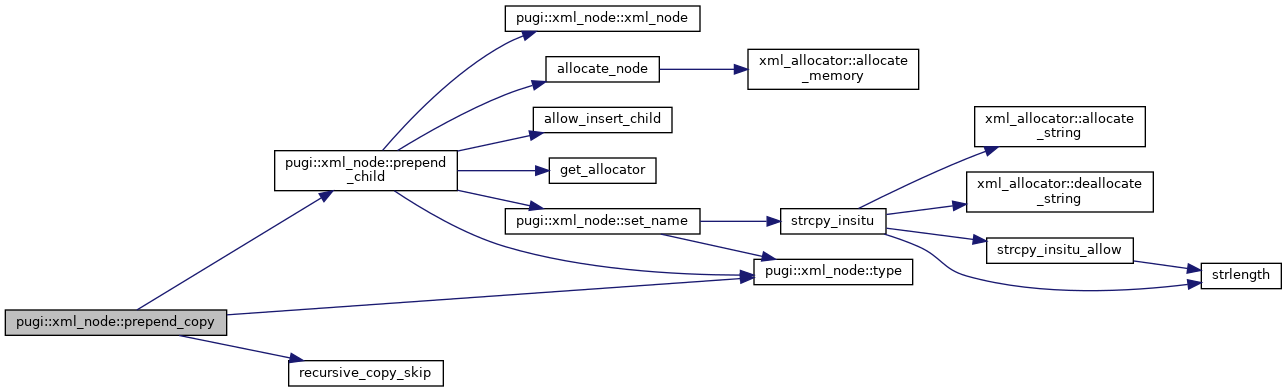 pugi::xml_node::xml_node
allocate_node
xml_allocator::allocate
_memory
allow_insert_child
xml_allocator::allocate
_string
pugi::xml_node::prepend
_child
get_allocator
xml_allocator::deallocate
_string
pugi::xml_node::set_name
strcpy_insitu
strcpy_insitu_allow
pugi::xml_node::type
strlength
pugi::xml_node::prepend_copy
recursive_copy_skip